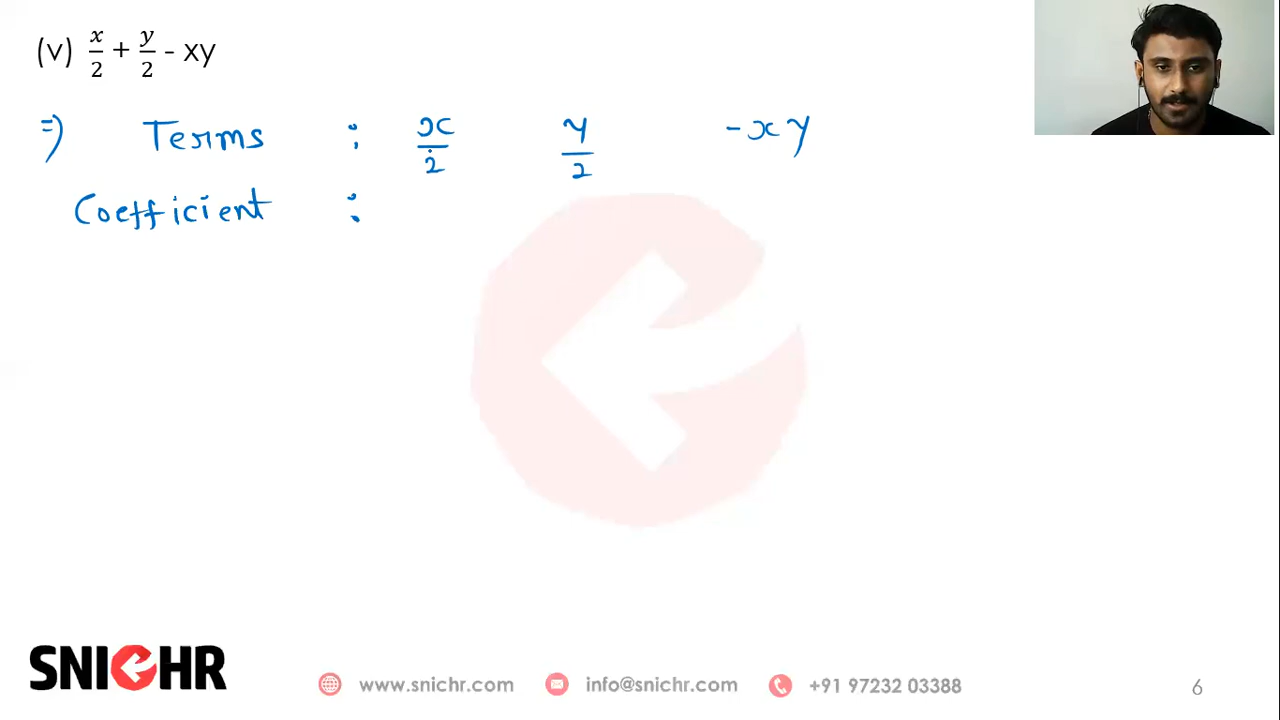 (v) x/2 + y/2 - xy
=) Terms : x/2 y/2 -xy
Coefficient :
SNICHR www.snichr.com info@snichr.com +91 97232 03388 6